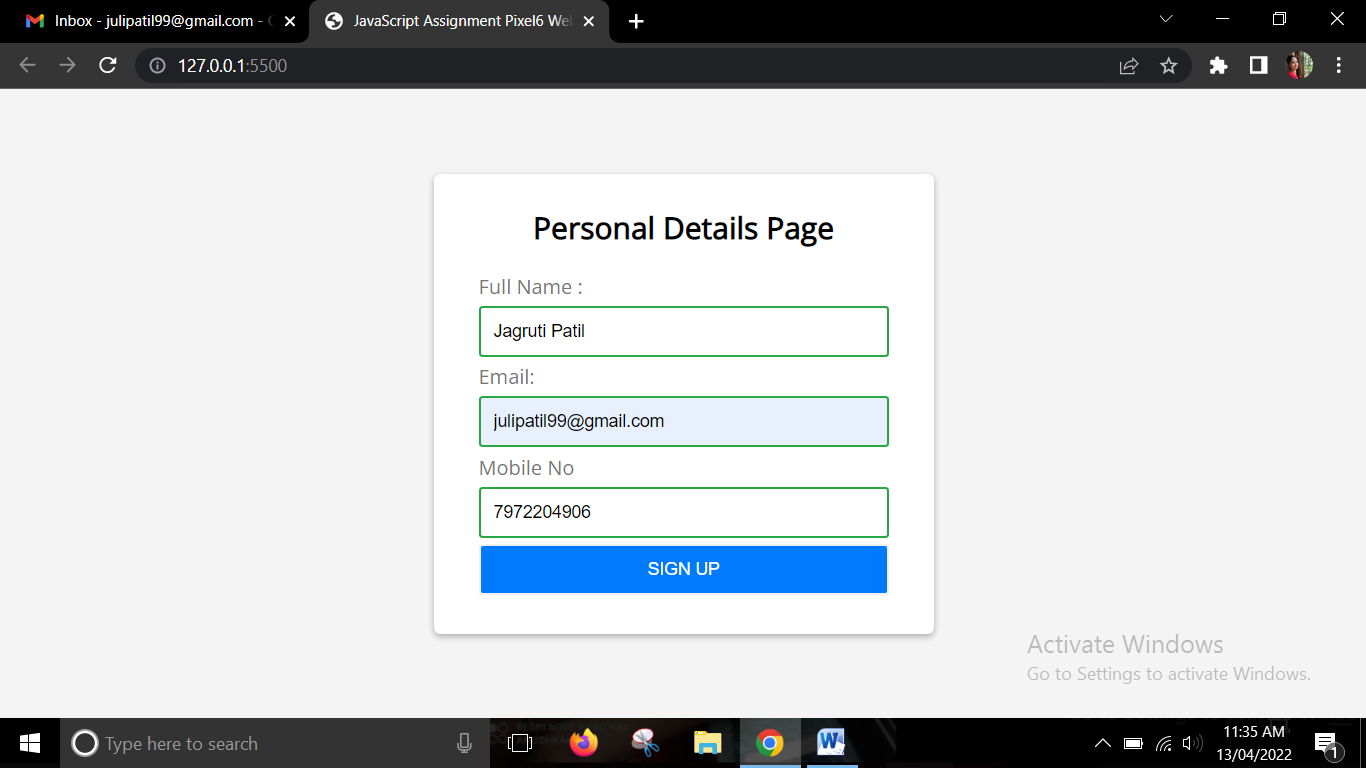 Inbox - julipatil99@gmail.com -
JavaScript Assignment Pixel6 We
127.0.0.1:5500
Personal Details Page
Full Name :
Jagruti Patil
Email:
julipatil99@gmail.com
Mobile No
7972204906
SIGN UP
Activate Windows
Go to Settings to activate Windows.
Type here to search
11:35 AM
13/04/2022
1